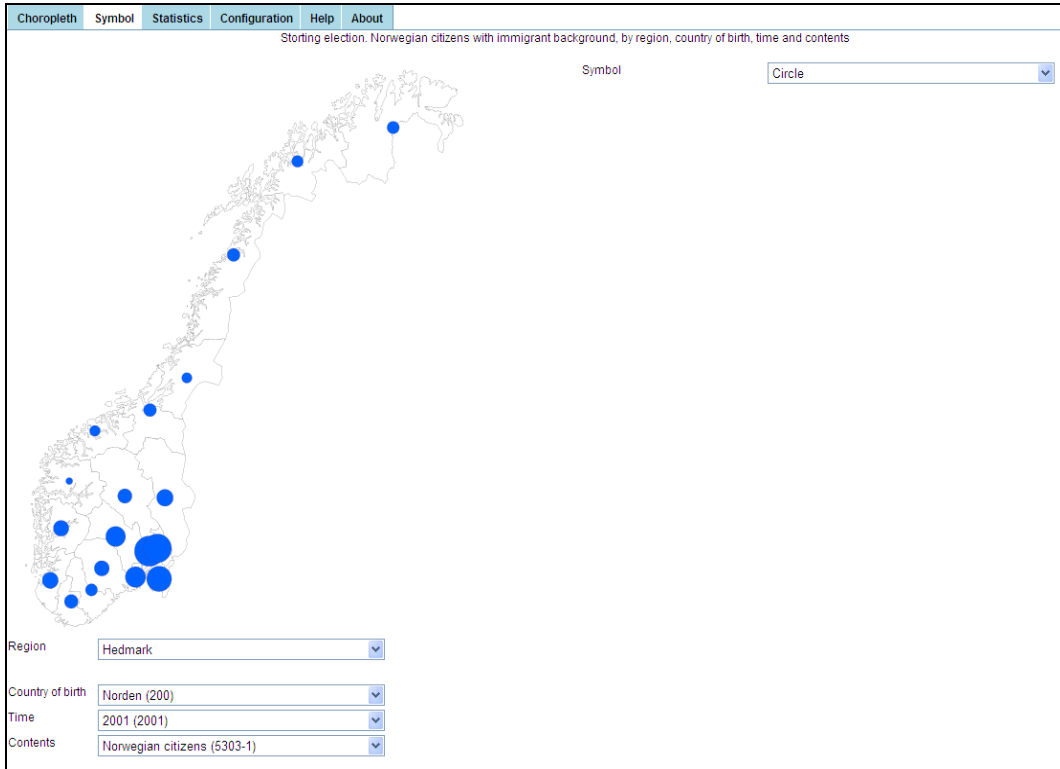 Choropleth Symbol Statistics Configuration Help About
Storting election. Norwegian citizens with immigrant background, by region, country of birth, time and contents
Symbol Circle
Region Hedmark
Country of birth Norden (200)
Time 2001 (2001)
Contents Norwegian citizens (5303-1)